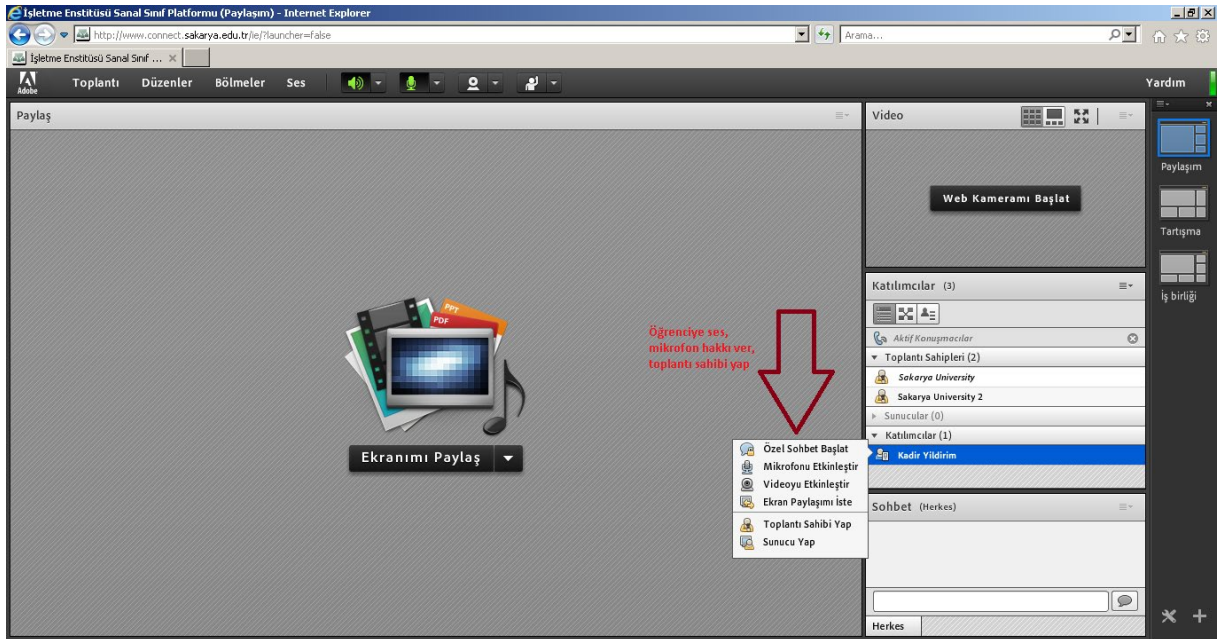 İşletme Enstitüsü Sanal Sınıf Platformu (Paylaşım) - Internet Explorer
http://www.connect.sakarya.edu.tr/ie/?launcher=false
Arama...
İşletme Enstitüsü Sanal Sınıf ...
Adobe
Toplantı Düzenler Bölmeler Ses Yardım
Paylaş
Video
Web Kameramı Başlat
Paylaşım
Tartışma
İş birliği
PPT
PDF
Ekranımı Paylaş
Öğrenciye ses,
mikrofon hakkı ver,
toplantı sahibi yap
Özel Sohbet Başlat
Mikrofonu Etkinleştir
Videoyu Etkinleştir
Ekran Paylaşımı İste
Toplantı Sahibi Yap
Sunucu Yap
Katılımcılar (3)
Aktif Konuşmacılar
Toplantı Sahipleri (2)
Sakarya University
Sakarya University 2
Sunucular (0)
Katılımcılar (1)
Kadir Yildirim
Sohbet (Herkes)
Herkes